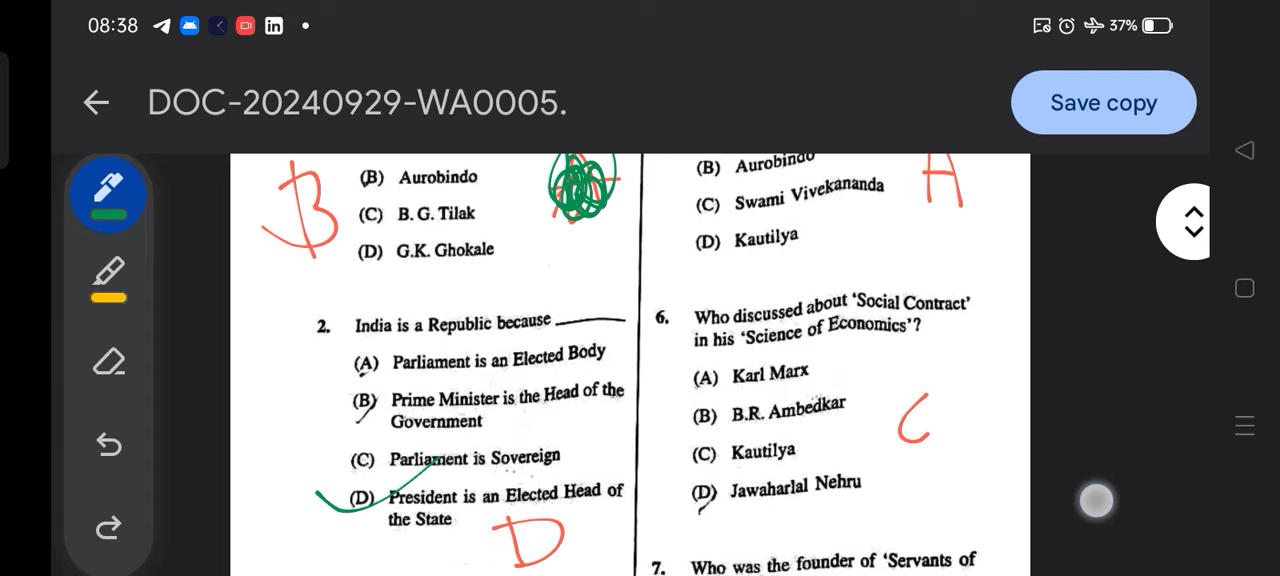 08:38
37%
DOC-20240929-WA0005.
Save copy
(B) Aurobindo
(C) B. G. Tilak
(D) G.K. Ghokale
B
2. India is a Republic because ______
(A) Parliament is an Elected Body
(B) Prime Minister is the Head of the
Government
(C) Parliament is Sovereign
(D) President is an Elected Head of
the State
D
(B) Aurobindo
(C) Swami Vivekananda
(D) Kautilya
A
6. Who discussed about ‘Social Contract’
in his ‘Science of Economics’?
(A) Karl Marx
(B) B.R. Ambedkar
(C) Kautilya
(D) Jawaharlal Nehru
C
7. Who was the founder of ‘Servants of